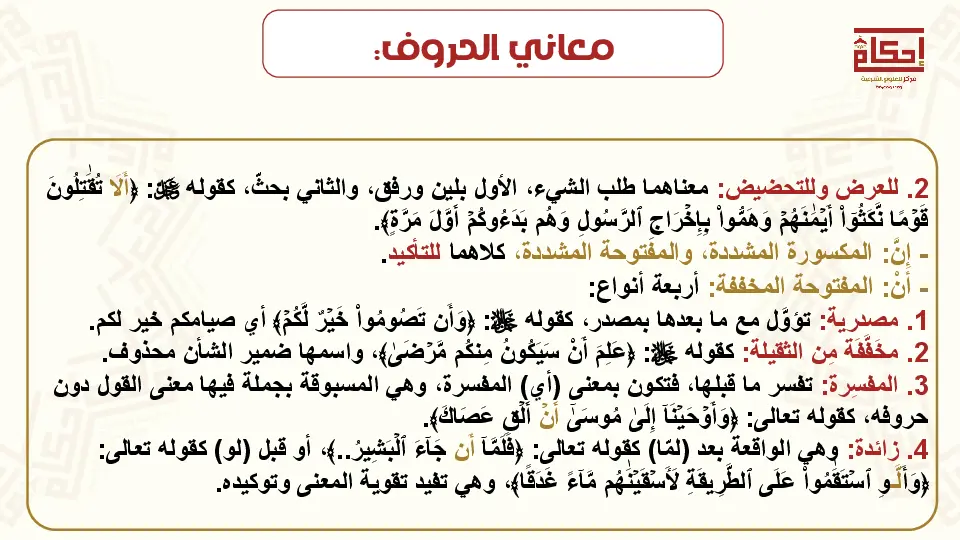 معاني الحروف:
إحكام
مركز للعلوم الشرعية
2. للعرض وللتحضيض: معناهما طلب الشيء، الأول بلين ورفق، والثاني بحثّ، كقوله ﷻ: ﴿أَلَا تُقَٰتِلُونَ
قَوۡمٗا نَّكَثُوٓاْ أَيۡمَٰنَهُمۡ وَهَمُّواْ بِإِخۡرَاجِ ٱلرَّسُولِ وَهُم بَدَءُوكُمۡ أَوَّلَ مَرَّةٍۚ﴾.
- إِنَّ: المكسورة المشددة، والمفتوحة المشددة، كلاهما للتأكيد.
- أَنْ: المفتوحة المخففة: أربعة أنواع:
1. مصدرية: تؤوَّل مع ما بعدها بمصدر، كقوله ﷻ: ﴿وَأَن تَصُومُواْ خَيۡرٞ لَّكُمۡ﴾ أي صيامكم خير لكم.
2. مخَفَّفَة مِن الثقيلة: كقوله ﷻ: ﴿عَلِمَ أَنْ سَيَكُونُ مِنكُم مَّرۡضَىٰ﴾، واسمها ضمير الشأن محذوف.
3. المفسِرة: تفسر ما قبلها، فتكون بمعنى (أي) المفسرة، وهي المسبوقة بجملة فيها معنى القول دون
حروفه، كقوله تعالى: ﴿وَأَوۡحَيۡنَآ إِلَىٰ مُوسَىٰٓ أَنۡ أَلۡقِ عَصَاكَ﴾.
4. زائدة: وهي الواقعة بعد (لمّا) كقوله تعالى: ﴿فَلَمَّآ أَن جَآءَ ٱلۡبَشِيرُ..﴾، أو قبل (لو) كقوله تعالى:
﴿وَأَلَّوِ ٱسۡتَقَٰمُواْ عَلَى ٱلطَّرِيقَةِ لَأَسۡقَيۡنَٰهُم مَّآءً غَدَقٗا﴾، وهي تفيد تقوية المعنى وتوكيده.